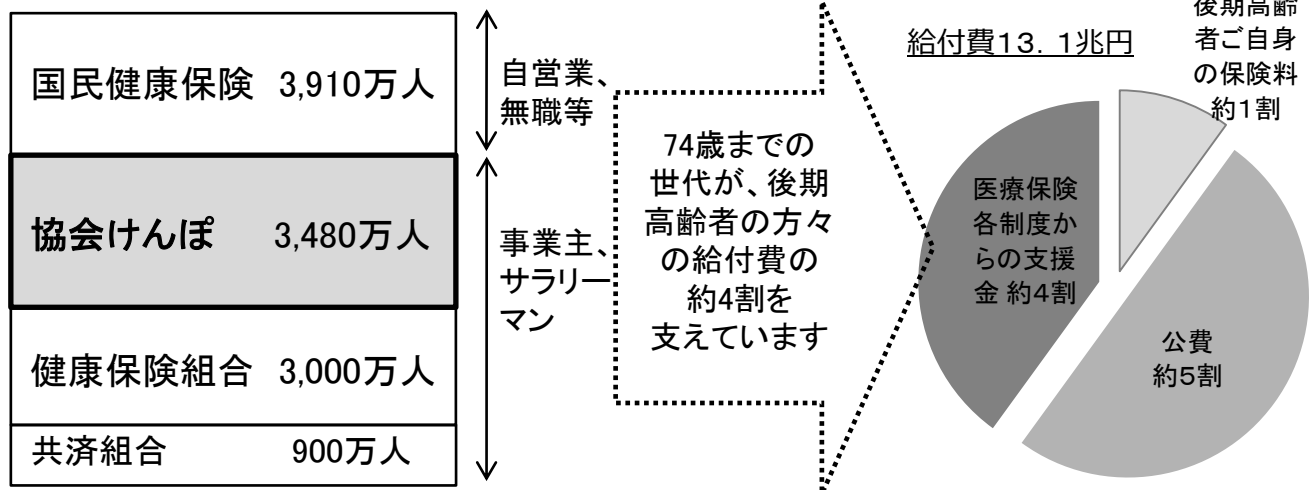 国民健康保険 3,910万人
協会けんぽ 3,480万人
健康保険組合 3,000万人
共済組合 900万人
自営業、
無職等
事業主、
サラリー
マン
74歳までの
世代が、後期
高齢者の方々
の給付費の
約4割を
支えています
給付費13．1兆円
後期高齢
者ご自身
の保険料
約1割
医療保険
各制度か
らの支援
金 約4割
公費
約5割